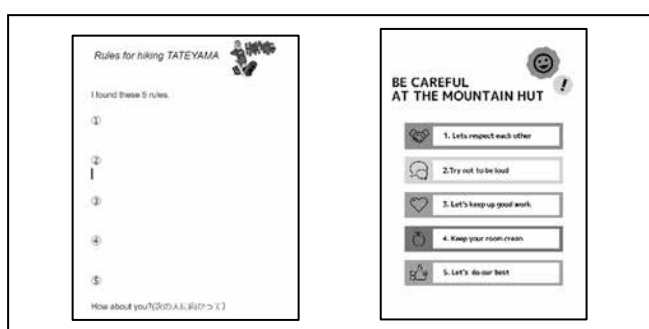 Rules for hiking TATEYAMA
I found these 5 rules.
①
②
③
④
⑤
How about you?(次の人に向かって)
BE CAREFUL
AT THE MOUNTAIN HUT
!
1. Lets respect each other
2.Try not to be loud
3. Let's keep up good work
4. Keep your room crean
5. Let's do our best